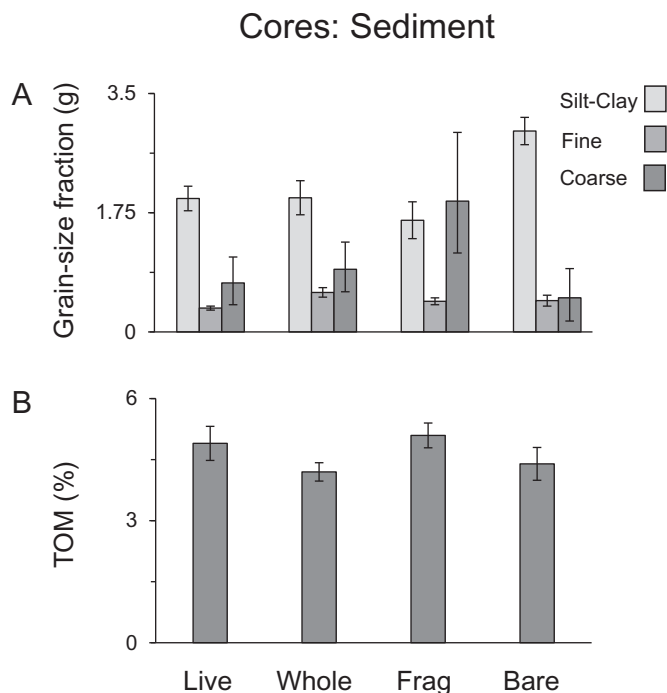 Cores: Sediment
A
Grain-size fraction (g)
3.5
1.75
0
Silt-Clay
Fine
Coarse
B
TOM (%)
6
3
0
Live Whole Frag Bare